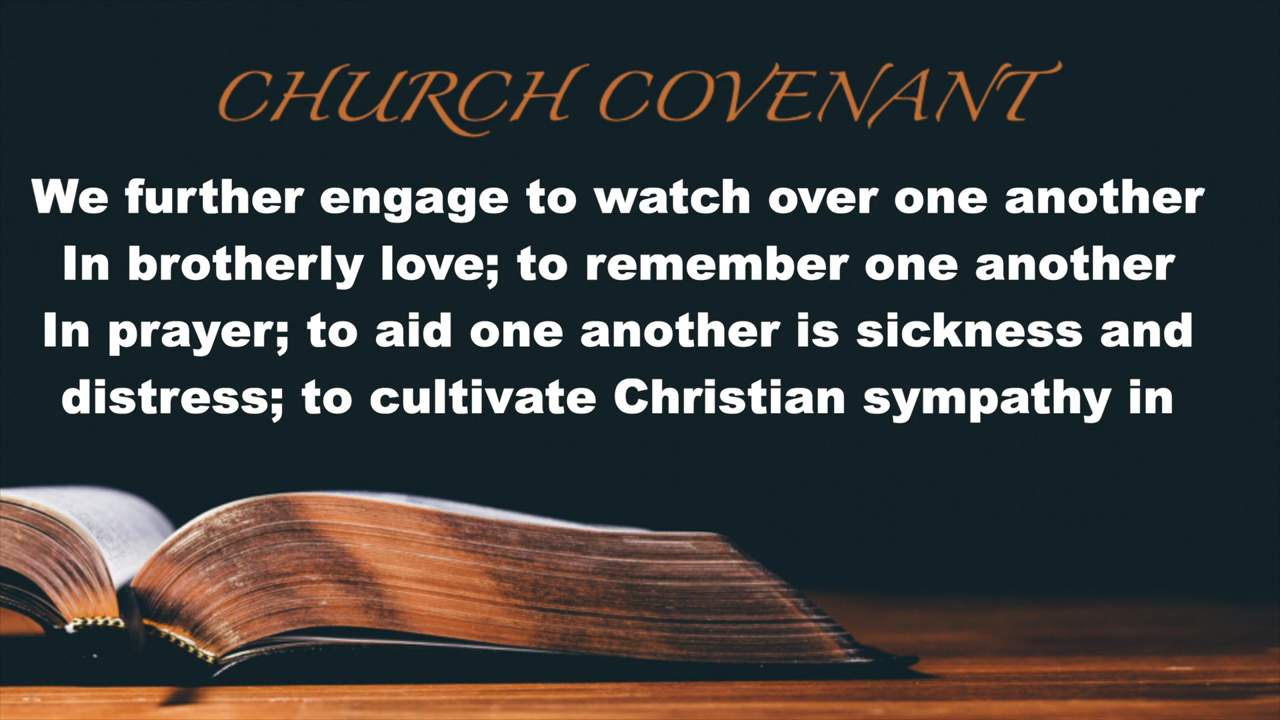 CHURCH COVENANT
We further engage to watch over one another
In brotherly love; to remember one another
In prayer; to aid one another is sickness and
distress; to cultivate Christian sympathy in